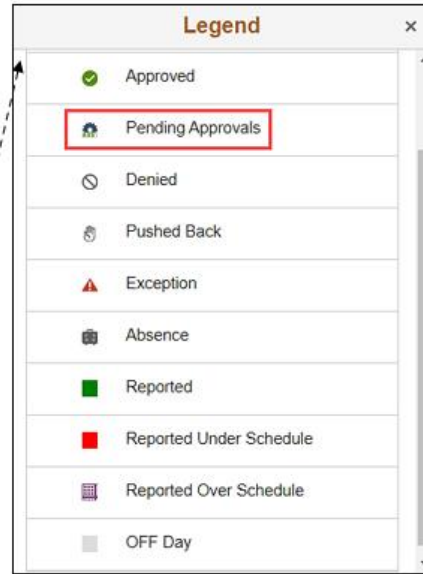 Legend
Approved
Pending Approvals
Denied
Pushed Back
Exception
Absence
Reported
Reported Under Schedule
Reported Over Schedule
OFF Day